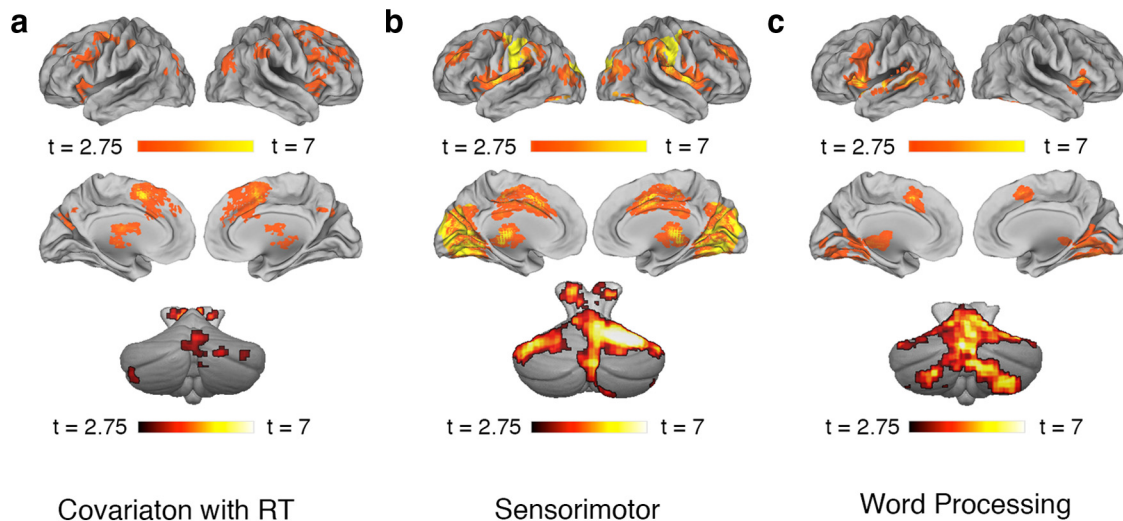 a
b
c
t = 2.75 t = 7
t = 2.75 t = 7
t = 2.75 t = 7
t = 2.75 t = 7
t = 2.75 t = 7
t = 2.75 t = 7
Covariaton with RT
Sensorimotor
Word Processing